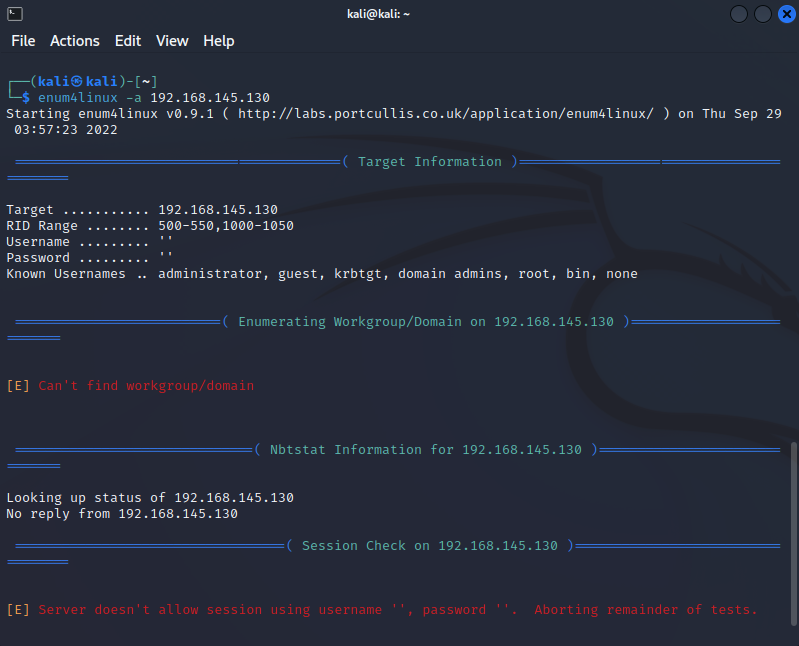 kali@kali: ~
File Actions Edit View Help
┌──(kali㉿kali)-[~]
└─$ enum4linux -a 192.168.145.130
Starting enum4linux v0.9.1 ( http://labs.portcullis.co.uk/application/enum4linux/ ) on Thu Sep 29
03:57:23 2022
( Target Information )
Target ........... 192.168.145.130
RID Range ........ 500-550,1000-1050
Username ......... ''
Password ......... ''
Known Usernames .. administrator, guest, krbtgt, domain admins, root, bin, none
( Enumerating Workgroup/Domain on 192.168.145.130 )
[E] Can't find workgroup/domain
( Nbtstat Information for 192.168.145.130 )
Looking up status of 192.168.145.130
No reply from 192.168.145.130
( Session Check on 192.168.145.130 )
[E] Server doesn't allow session using username '', password ''.  Aborting remainder of tests.